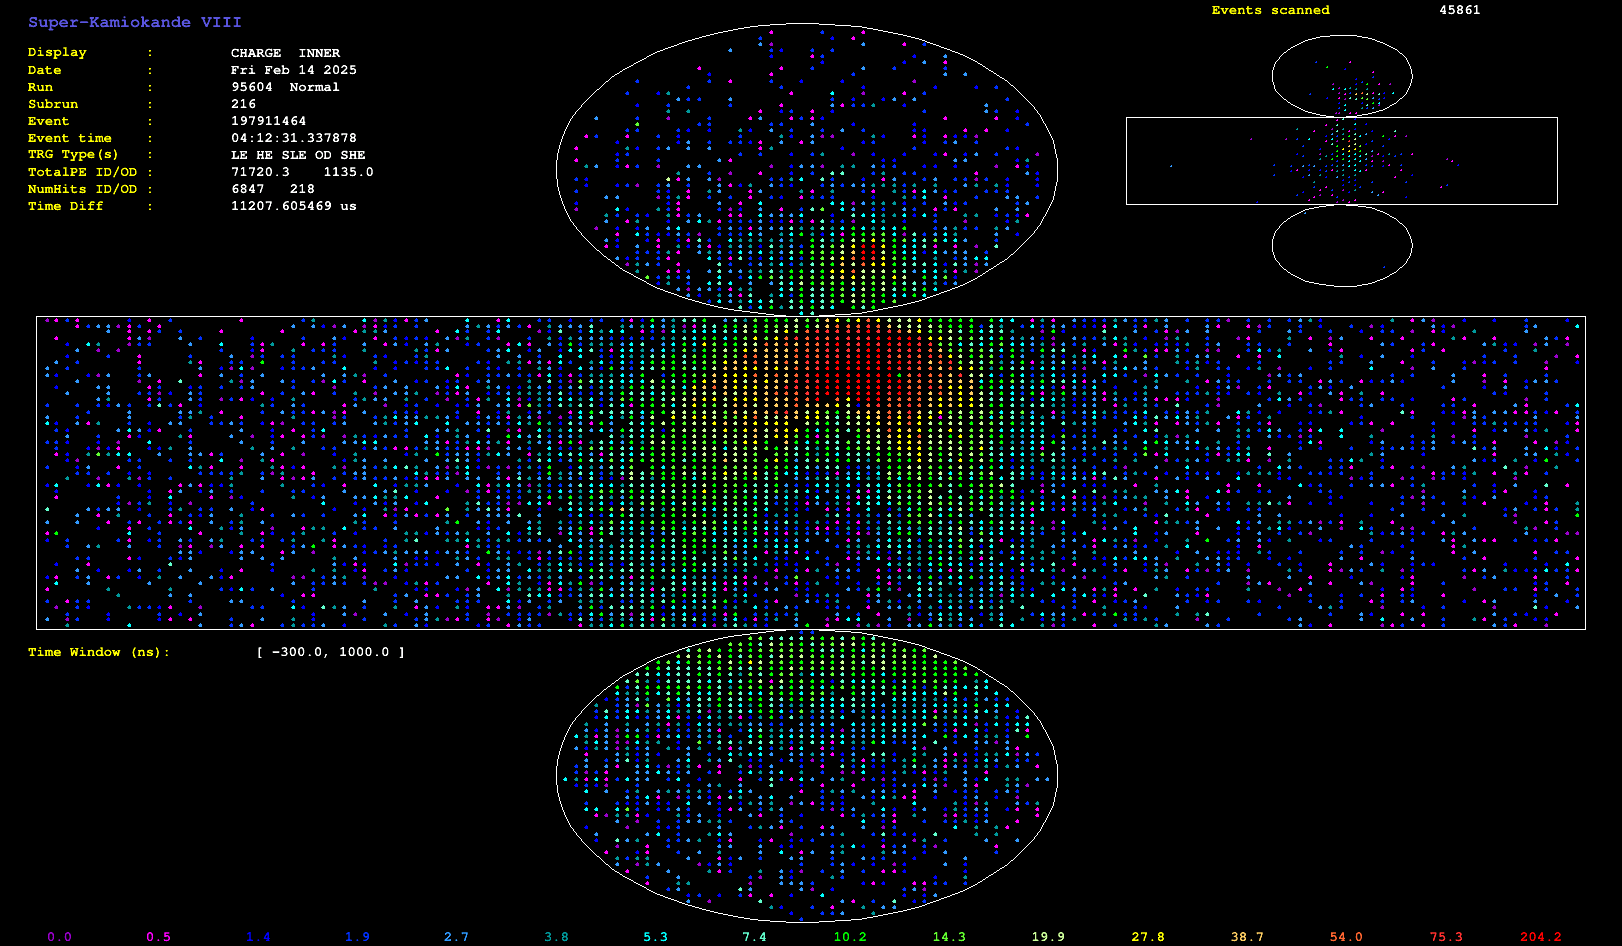 Super-Kamiokande VIII
Events scanned 45861
Display : CHARGE INNER
Date : Fri Feb 14 2025
Run : 95604 Normal
Subrun : 216
Event : 197911464
Event time : 04:12:31.337878
TRG Type(s) : LE HE SLE OD SHE
TotalPE ID/OD : 71720.3 1135.0
NumHits ID/OD : 6847 218
Time Diff : 11207.605469 us
Time Window (ns): [ -300.0, 1000.0 ]
0.0 0.5 1.4 1.9 2.7 3.8 5.3 7.4 10.2 14.3 19.9 27.8 38.7 54.0 75.3 204.2